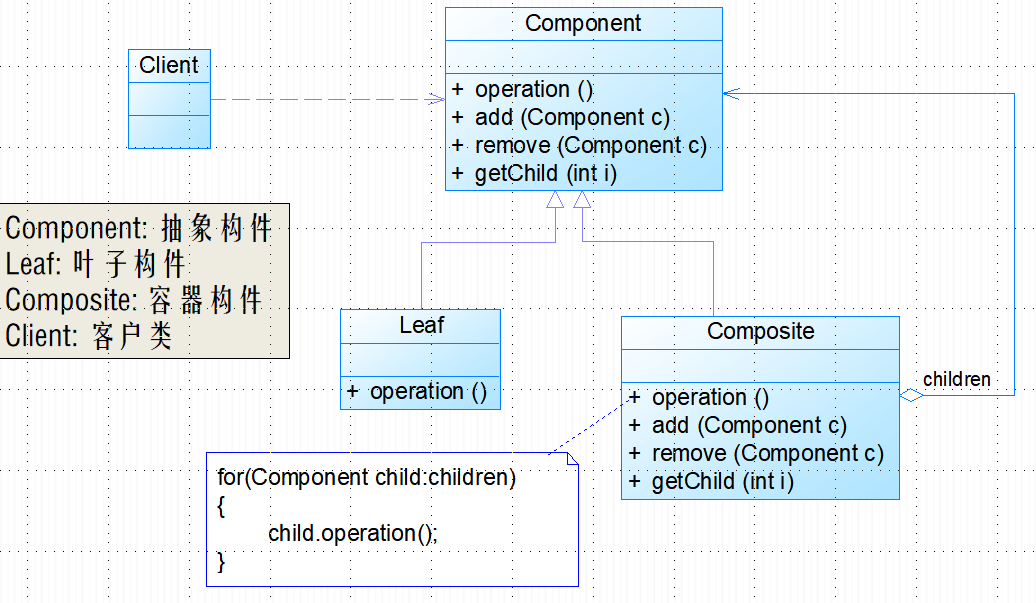 Component
+ operation ()
+ add (Component c)
+ remove (Component c)
+ getChild (int i)
Client
Component: 抽象构件
Leaf: 叶子构件
Composite: 容器构件
Client: 客户类
Leaf
+ operation ()
Composite
+ operation ()
+ add (Component c)
+ remove (Component c)
+ getChild (int i)
children
for(Component child:children)
{
child.operation();
}